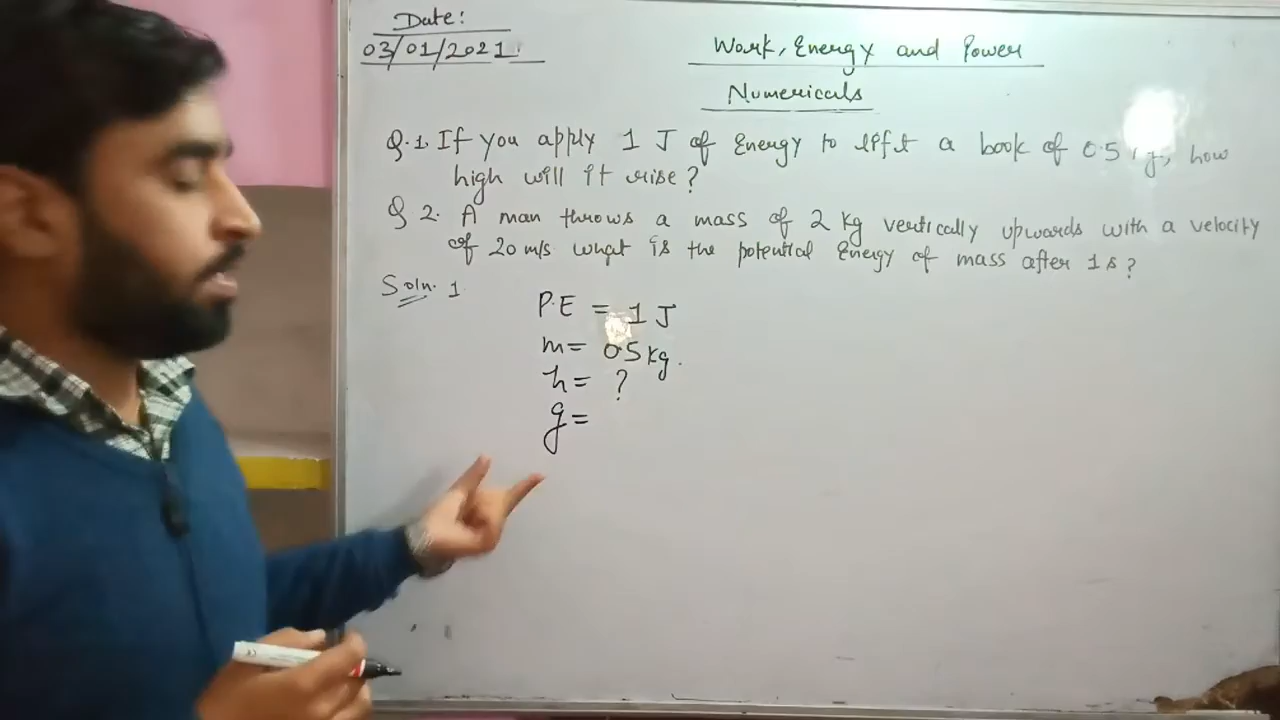 Date:
03/01/2021
Work, Energy and Power
Numericals
Q.1. If you apply 1 J of Energy to lift a book of 0.5 kg, how
high will it rise?
Q 2. A man throws a mass of 2 kg vertically upwards with a velocity
of 20 m/s what is the potential Energy of mass after 1 s?
Soln. 1
P.E = 1 J
m = 0.5 kg.
h = ?
g =